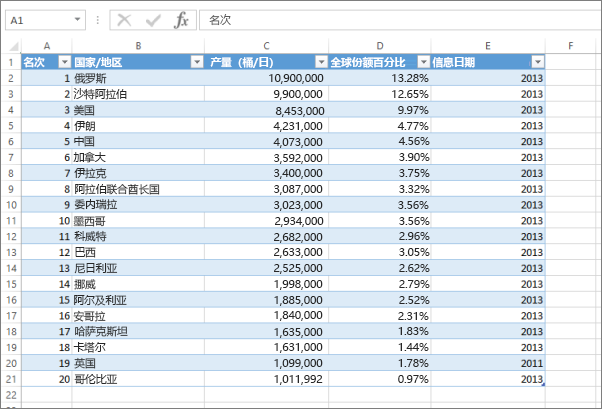 A1 fx 名次
A B C D E F
1 名次 国家/地区 产量（桶/日） 全球份额百分比 信息日期
2 1 俄罗斯 10,900,000 13.28% 2013
3 2 沙特阿拉伯 9,900,000 12.65% 2013
4 3 美国 8,453,000 9.97% 2013
5 4 伊朗 4,231,000 4.77% 2013
6 5 中国 4,073,000 4.56% 2013
7 6 加拿大 3,592,000 3.90% 2013
8 7 伊拉克 3,400,000 3.75% 2013
9 8 阿拉伯联合酋长国 3,087,000 3.32% 2013
10 9 委内瑞拉 3,023,000 3.56% 2013
11 10 墨西哥 2,934,000 3.56% 2013
12 11 科威特 2,682,000 2.96% 2013
13 12 巴西 2,633,000 3.05% 2013
14 13 尼日利亚 2,525,000 2.62% 2013
15 14 挪威 1,998,000 2.79% 2013
16 15 阿尔及利亚 1,885,000 2.52% 2013
17 16 安哥拉 1,840,000 2.31% 2013
18 17 哈萨克斯坦 1,635,000 1.83% 2013
19 18 卡塔尔 1,631,000 1.44% 2013
20 19 英国 1,099,000 1.78% 2011
21 20 哥伦比亚 1,011,992 0.97% 2013
22